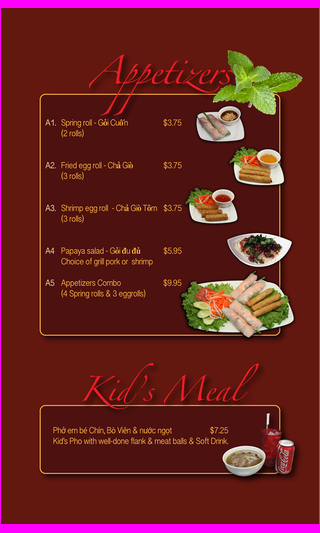 Appetizers
A1. Spring roll - Gỏi Cuốn $3.75
(2 rolls)
A2. Fried egg roll - Chả Giò $3.75
(3 rolls)
A3. Shrimp egg roll - Chả Giò Tôm $3.75
(3 rolls)
A4 Papaya salad - Gỏi đu đủ $5.95
Choice of grill pork or shrimp
A5 Appetizers Combo $9.95
(4 Spring rolls & 3 eggrolls)
Kid's Meal
Phở em bé Chín, Bò Viên & nước ngọt $7.25
Kid's Pho with well-done flank & meat balls & Soft Drink.
Coca-Cola